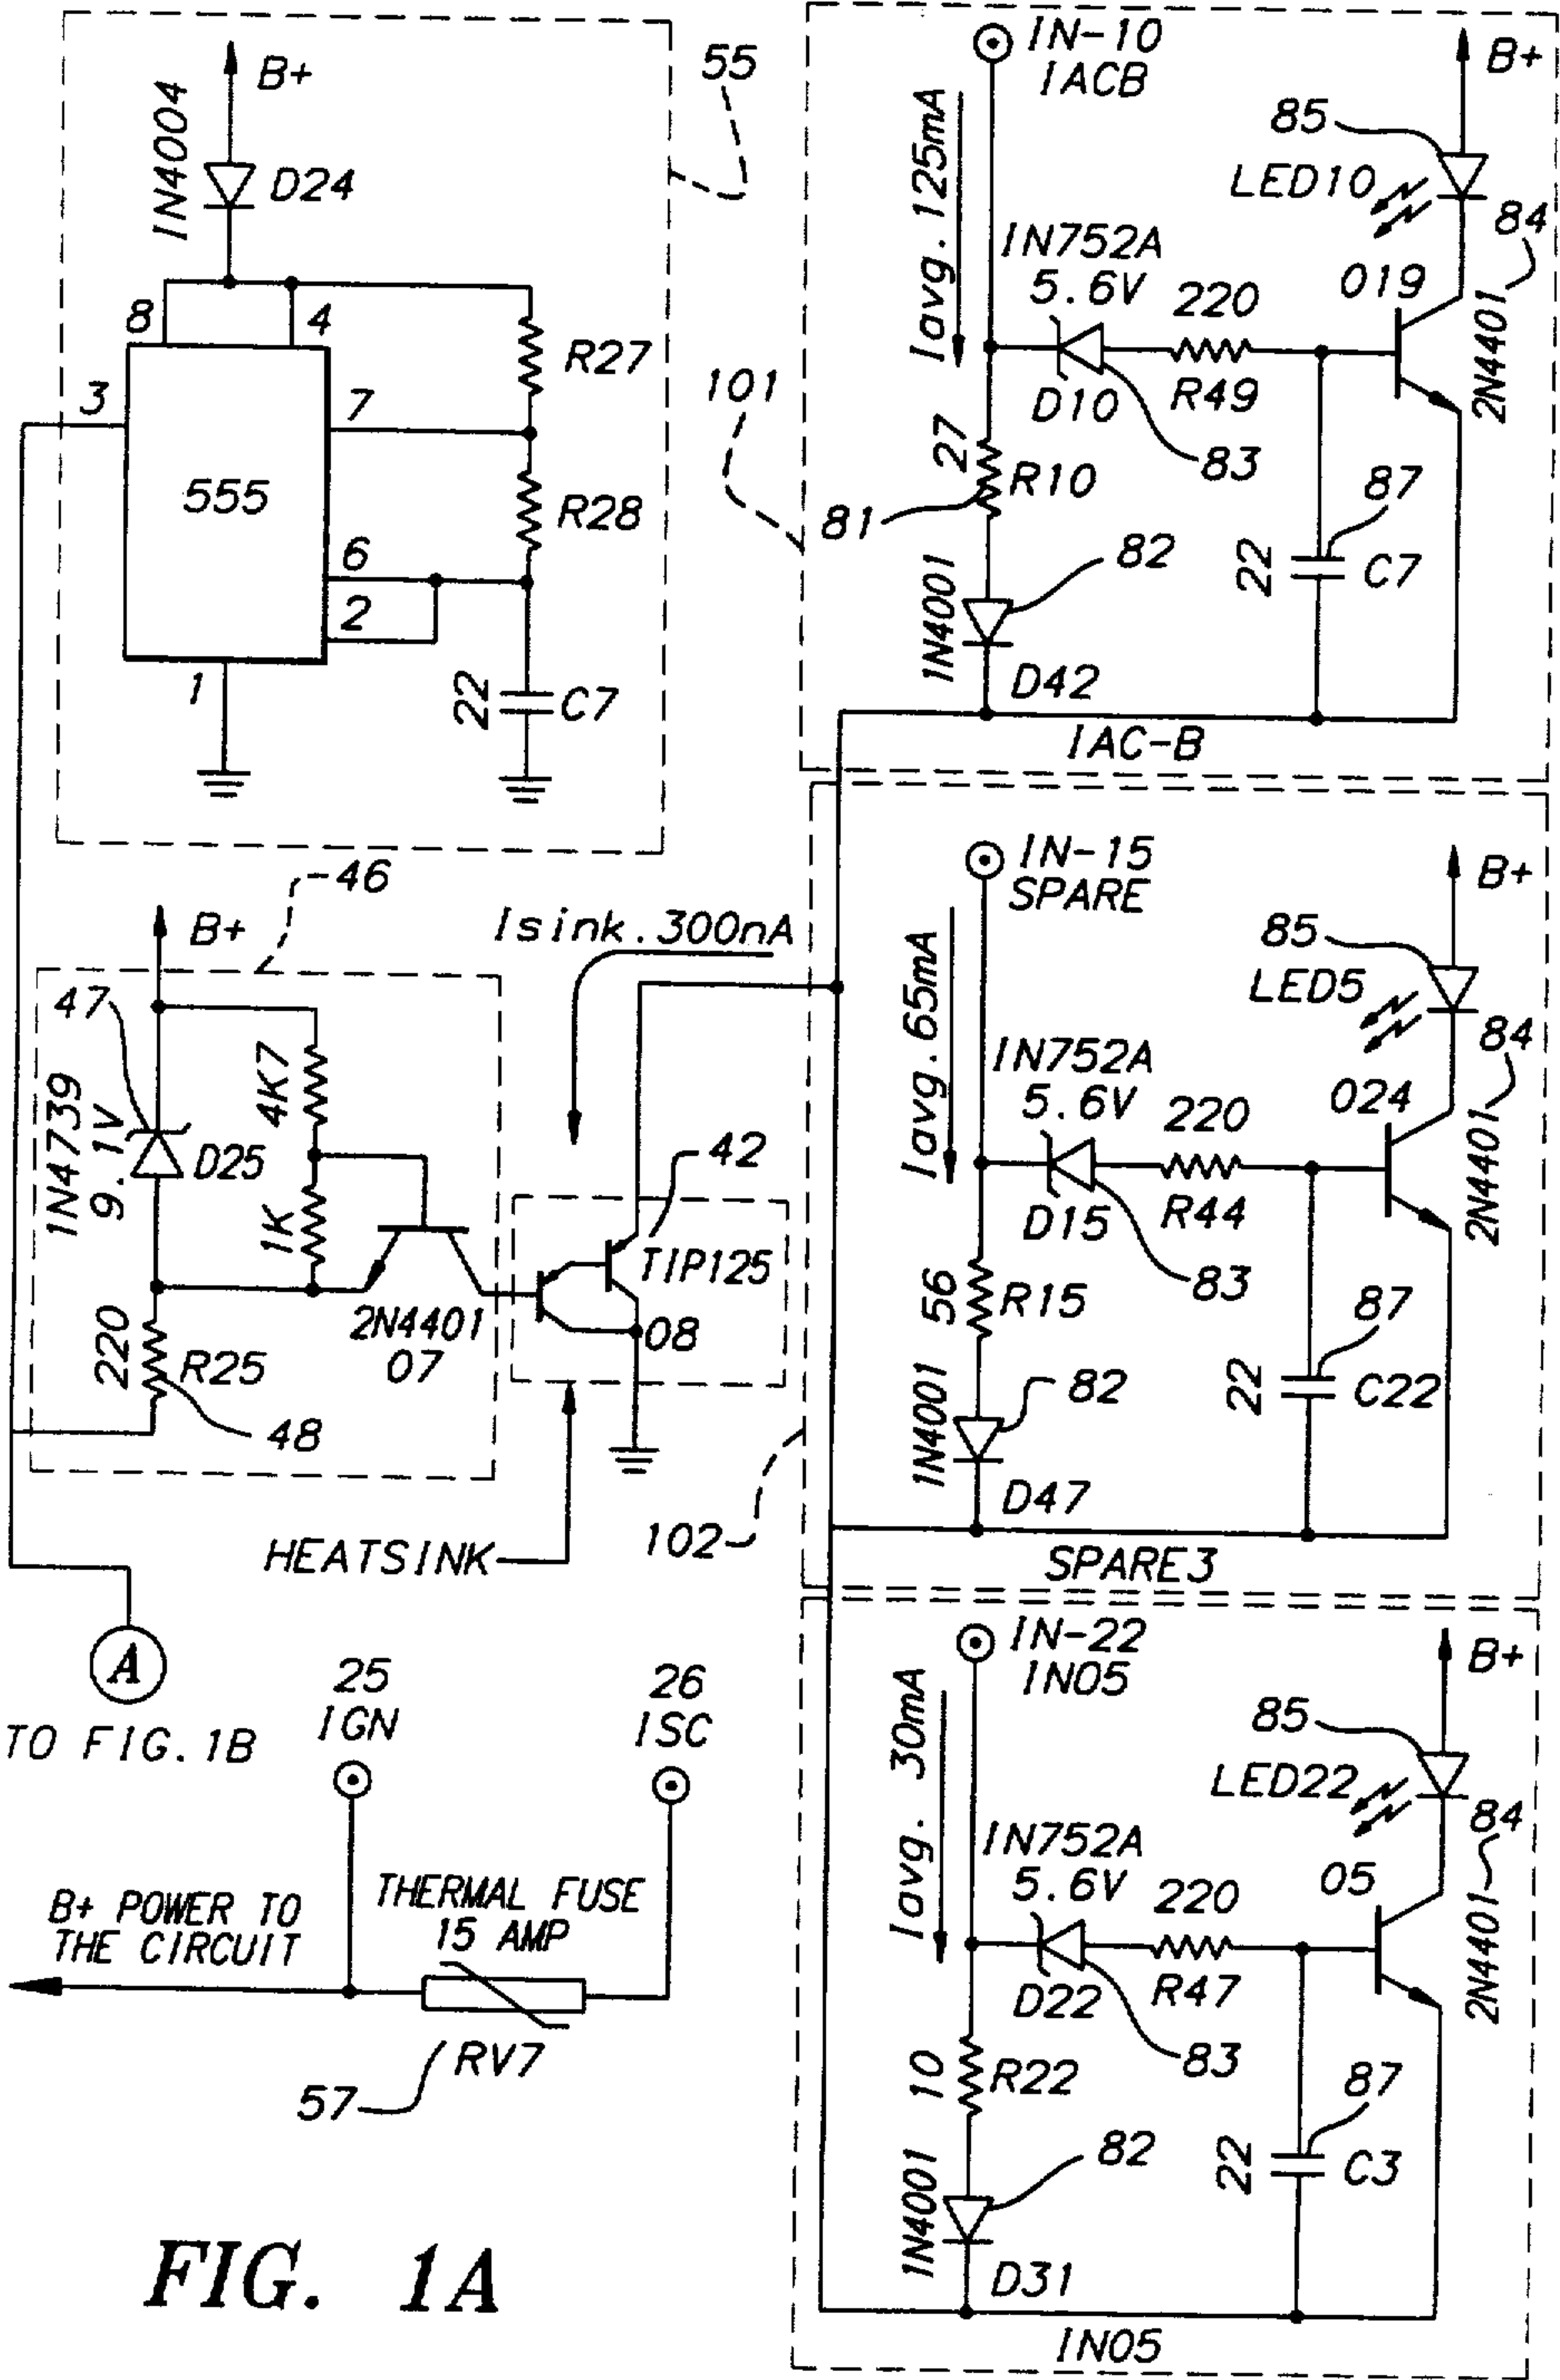 B+
1N4004
D24
55
8
4
3
7
R27
555
R28
6
2
1
22
C7
46
B+
47
1N4739
9.1V
D25
4K7
1K
220
R25
48
2N4401
07
Isink.300nA
42
TIP125
08
HEATSINK
A
TO FIG.1B
25
IGN
26
ISC
B+ POWER TO
THE CIRCUIT
THERMAL FUSE
15 AMP
RV7
57
FIG. 1A
101
IN-10
IACB
Iavg.125mA
B+
85
LED10
84
IN752A
5.6V
220
019
2N4401
D10
R49
83
27
R10
81
87
22
C7
82
1N4001
D42
IAC-B
102
IN-15
SPARE
Iavg.65mA
B+
85
LED5
84
IN752A
5.6V
220
024
2N4401
D15
R44
83
56
R15
87
22
C22
82
1N4001
D47
SPARE3
IN-22
IN05
Iavg. 30mA
B+
85
LED22
84
IN752A
5.6V
220
05
2N4401
D22
R47
83
10
R22
87
22
C3
82
1N4001
D31
IN05